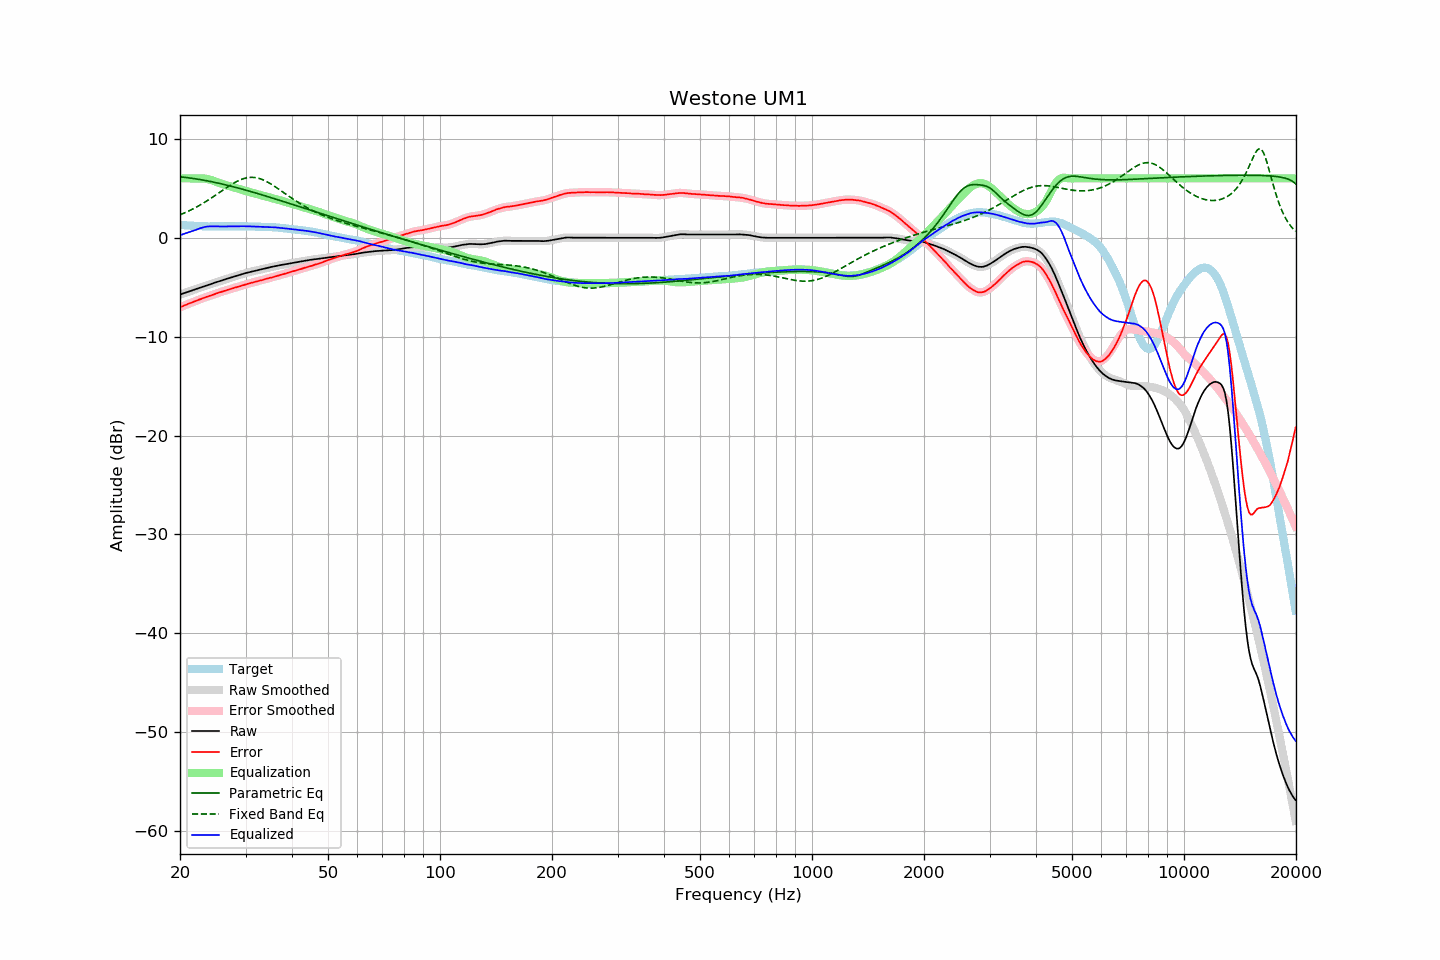 Westone UM1
Amplitude (dBr)
10
0
−10
−20
−30
−40
−50
−60
Target
Raw Smoothed
Error Smoothed
Raw
Error
Equalization
Parametric Eq
Fixed Band Eq
Equalized
20 50 100 200 500 1000 2000 5000 10000 20000
Frequency (Hz)